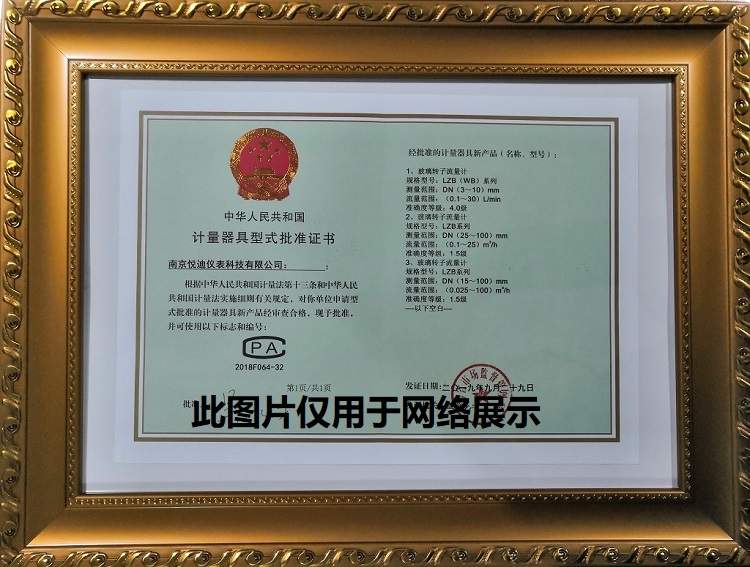 中华人民共和国
计量器具型式批准证书
南京悦迪仪表科技有限公司：
根据中华人民共和国计量法第十三条和中华人民
共和国计量法实施细则有关规定，对你单位申请型
式批准的计量器具新产品经审查合格，现予批准，
并可使用以下标志和编号：
CPA
2018F064-32
第1页/共1页
批准
经批准的计量器具新产品（名称、型号）：
1、玻璃转子流量计
规格型号：LZB（WB）系列
测量范围：DN（3～10）mm
流量范围：（0.1～30）L/min
准确度等级：4.0级
2、玻璃转子流量计
规格型号：LZB系列
测量范围：DN（25～100）mm
流量范围：（0.1～25）m³/h
准确度等级：1.5级
3、玻璃转子流量计
规格型号：LZB系列
测量范围：DN（15～100）mm
流量范围：（0.025～100）m³/h
准确度等级：1.5级
——以下空白——
发证日期：二〇一九年九月二十九日
市场监督管
此图片仅用于网络展示